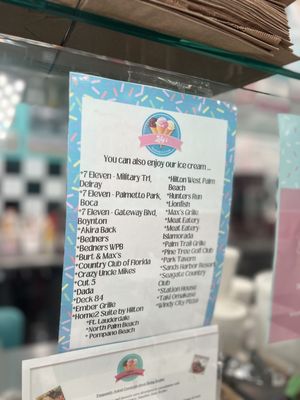 You can also enjoy our ice cream ...
*7 Eleven - Military Trl,
Delray
*7 Eleven - Palmetto Park,
Boca
*7 Eleven - Gateway Blvd,
Boynton
*Akira Back
*Bedners
*Bedners WPB
*Burt & Max's
*Country Club of Florida
*Crazy Uncle Mikes
*Cut 5
*Dada
*Deck 84
*Ember Grille
*Home2 Suite by Hilton
*Ft. Lauderdale
*North Palm Beach
*Pompano Beach
*Hilton West Palm
Beach
*Hunters Run
*Lionfish
*Max's Grille
*Meat Eatery
*Meat Eatery
Islamorada
*Palm Trail Grille
*Pine Tree Golf Club
*Park Tavern
*Sands Harbor Resort
*Seagate Country
Club
*Station House
*Taki Omakase
*Windy City Pizza